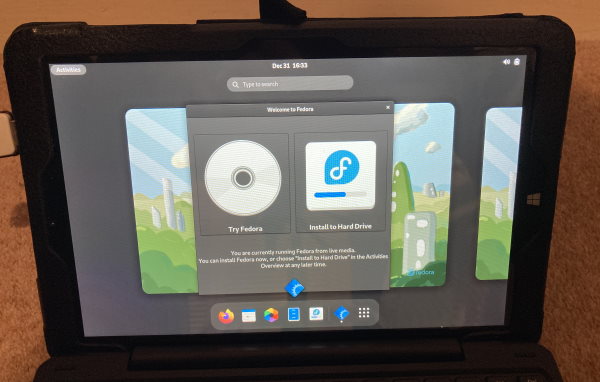 Activities
Dec 31 16:33
Type to search
Welcome to Fedora
Try Fedora
Install to Hard Drive
You are currently running Fedora from live media.
You can install Fedora now, or choose "Install to Hard Drive" in the Activities
Overview at any later time.
fedora